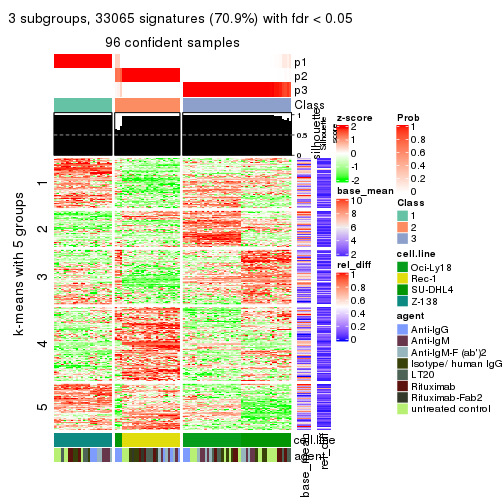 3 subgroups, 33065 signatures (70.9%) with fdr < 0.05
96 confident samples
p1
p2
p3
Class
1
0.5
0
silhouette
k-means with 5 groups
1
2
3
4
5
cell.line
agent
base_mean
rel_diff
z-score
2
1
0
-1
-2
base_mean
10
8
6
4
2
rel_diff
1
0.8
0.6
0.4
0.2
0
Prob
1
0.8
0.6
0.4
0.2
0
Class
1
2
3
cell.line
Oci-Ly18
Rec-1
SU-DHL4
Z-138
agent
Anti-IgG
Anti-IgM
Anti-IgM-F (ab')2
Isotype/ human IgG
LT20
Rituximab
Rituximab-Fab2
untreated control